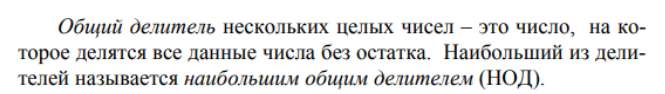 Общий делитель нескольких целых чисел – это число, на ко-
торое делятся все данные числа без остатка. Наибольший из дели-
телей называется наибольшим общим делителем (НОД).